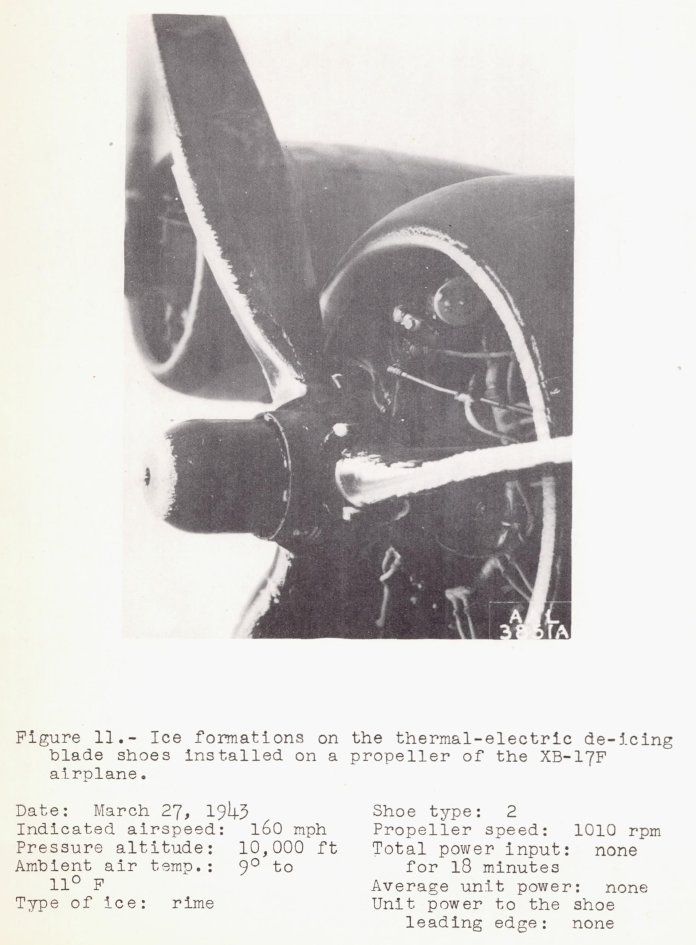 A L
3861A
Figure 11.- Ice formations on the thermal-electric de-icing
blade shoes installed on a propeller of the XB-17F
airplane.
Date: March 27, 1943
Indicated airspeed: 160 mph
Pressure altitude: 10,000 ft
Ambient air temp.: 9° to
11° F
Type of ice: rime
Shoe type: 2
Propeller speed: 1010 rpm
Total power input: none
for 18 minutes
Average unit power: none
Unit power to the shoe
leading edge: none